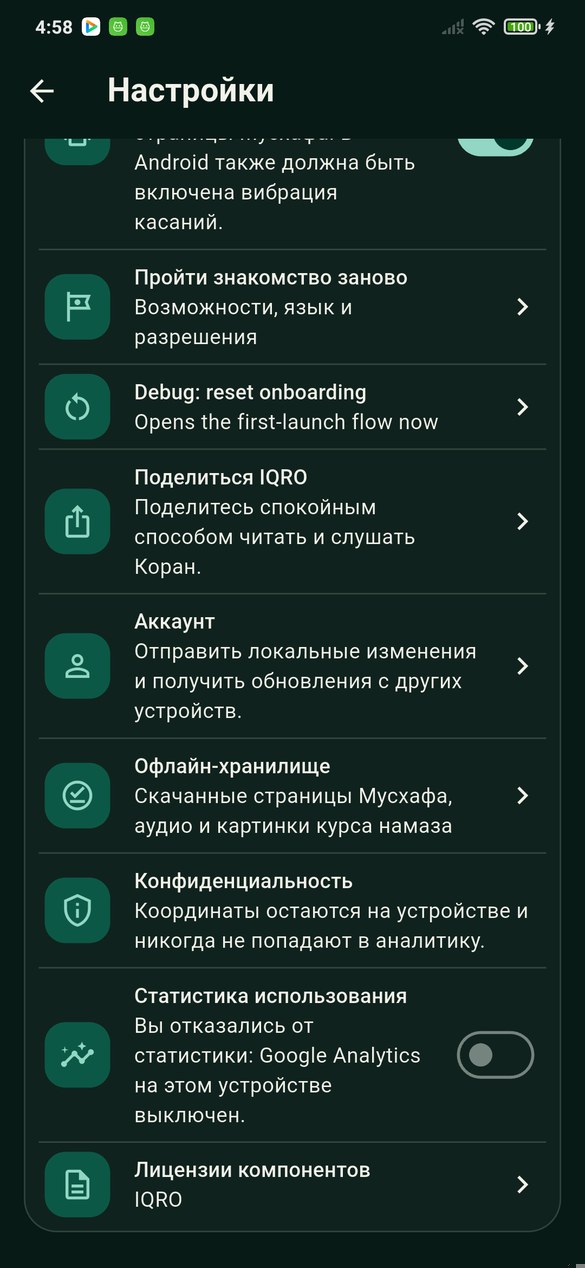 4:58
100
Настройки
страницы Мусхафа. В
Android также должна быть
включена вибрация
касаний.
Пройти знакомство заново
Возможности, язык и
разрешения
Debug: reset onboarding
Opens the first-launch flow now
Поделиться IQRO
Поделитесь спокойным
способом читать и слушать
Коран.
Аккаунт
Отправить локальные изменения
и получить обновления с других
устройств.
Офлайн-хранилище
Скачанные страницы Мусхафа,
аудио и картинки курса намаза
Конфиденциальность
Координаты остаются на устройстве и
никогда не попадают в аналитику.
Статистика использования
Вы отказались от
статистики: Google Analytics
на этом устройстве
выключен.
Лицензии компонентов
IQRO